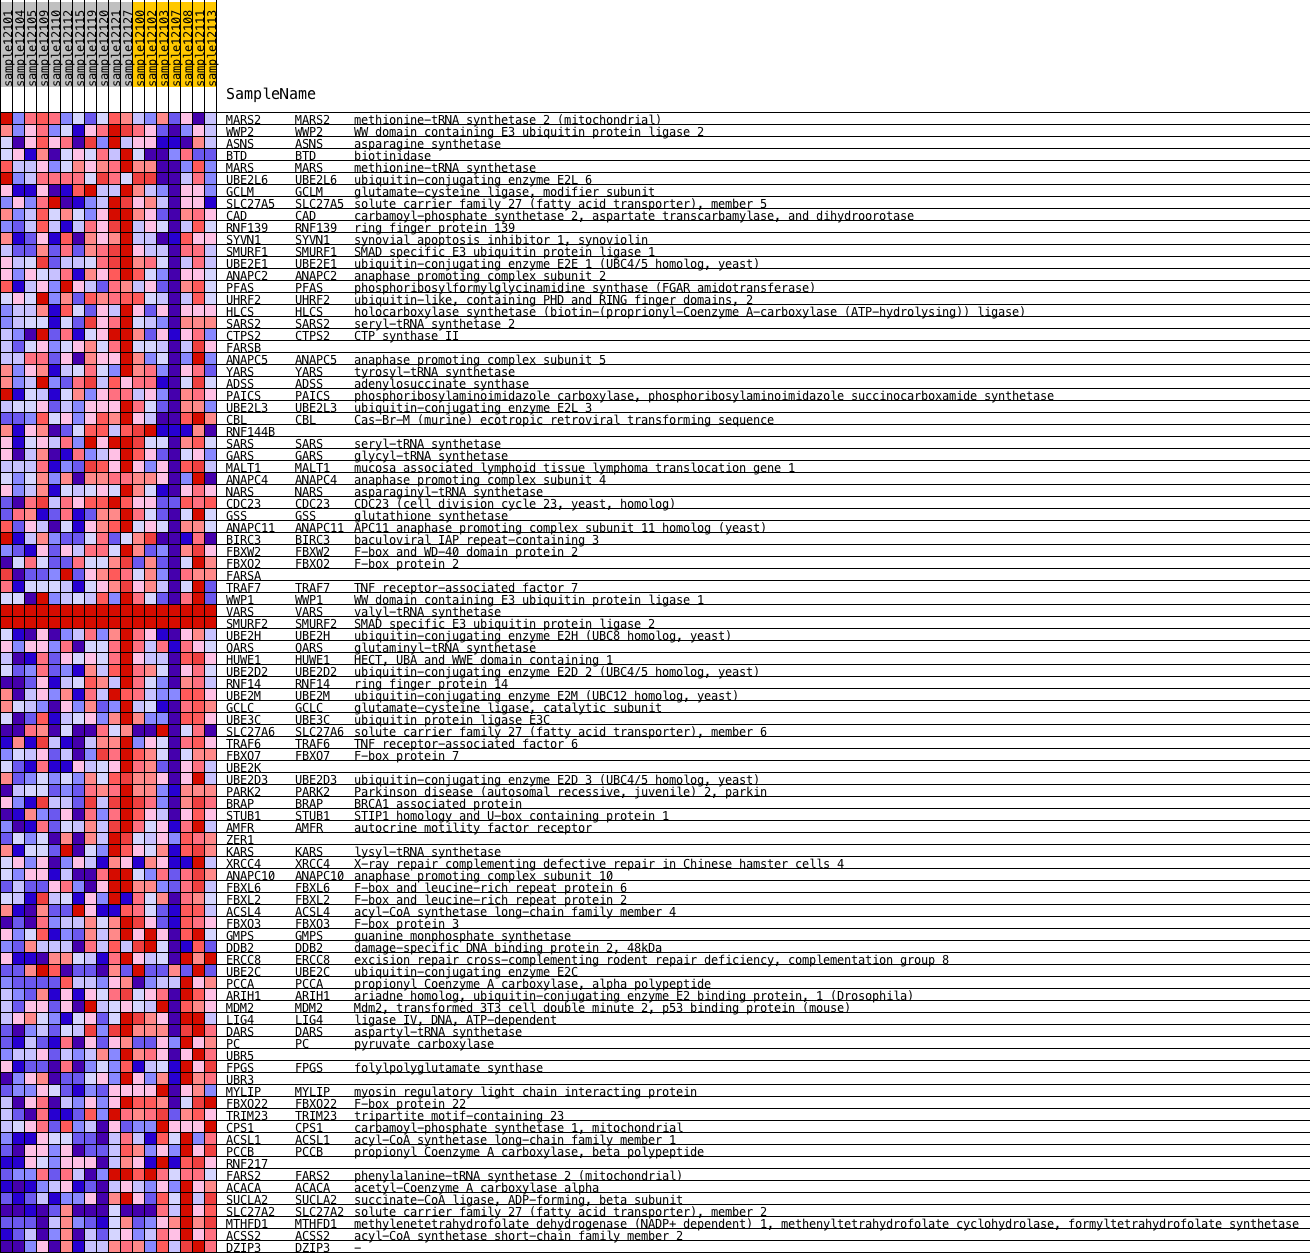 sample12101 sample12104 sample12105 sample12109 sample12110 sample12112 sample12115 sample12119 sample12120 sample12121 sample12127 sample12100 sample12102 sample12103 sample12107 sample12108 sample12111 sample12113
SampleName
MARS2 MARS2 methionine-tRNA synthetase 2 (mitochondrial)
WWP2 WWP2 WW domain containing E3 ubiquitin protein ligase 2
ASNS ASNS asparagine synthetase
BTD BTD biotinidase
MARS MARS methionine-tRNA synthetase
UBE2L6 UBE2L6 ubiquitin-conjugating enzyme E2L 6
GCLM GCLM glutamate-cysteine ligase, modifier subunit
SLC27A5 SLC27A5 solute carrier family 27 (fatty acid transporter), member 5
CAD CAD carbamoyl-phosphate synthetase 2, aspartate transcarbamylase, and dihydroorotase
RNF139 RNF139 ring finger protein 139
SYVN1 SYVN1 synovial apoptosis inhibitor 1, synoviolin
SMURF1 SMURF1 SMAD specific E3 ubiquitin protein ligase 1
UBE2E1 UBE2E1 ubiquitin-conjugating enzyme E2E 1 (UBC4/5 homolog, yeast)
ANAPC2 ANAPC2 anaphase promoting complex subunit 2
PFAS PFAS phosphoribosylformylglycinamidine synthase (FGAR amidotransferase)
UHRF2 UHRF2 ubiquitin-like, containing PHD and RING finger domains, 2
HLCS HLCS holocarboxylase synthetase (biotin-(proprionyl-Coenzyme A-carboxylase (ATP-hydrolysing)) ligase)
SARS2 SARS2 seryl-tRNA synthetase 2
CTPS2 CTPS2 CTP synthase II
FARSB
ANAPC5 ANAPC5 anaphase promoting complex subunit 5
YARS YARS tyrosyl-tRNA synthetase
ADSS ADSS adenylosuccinate synthase
PAICS PAICS phosphoribosylaminoimidazole carboxylase, phosphoribosylaminoimidazole succinocarboxamide synthetase
UBE2L3 UBE2L3 ubiquitin-conjugating enzyme E2L 3
CBL CBL Cas-Br-M (murine) ecotropic retroviral transforming sequence
RNF144B
SARS SARS seryl-tRNA synthetase
GARS GARS glycyl-tRNA synthetase
MALT1 MALT1 mucosa associated lymphoid tissue lymphoma translocation gene 1
ANAPC4 ANAPC4 anaphase promoting complex subunit 4
NARS NARS asparaginyl-tRNA synthetase
CDC23 CDC23 CDC23 (cell division cycle 23, yeast, homolog)
GSS GSS glutathione synthetase
ANAPC11 ANAPC11 APC11 anaphase promoting complex subunit 11 homolog (yeast)
BIRC3 BIRC3 baculoviral IAP repeat-containing 3
FBXW2 FBXW2 F-box and WD-40 domain protein 2
FBXO2 FBXO2 F-box protein 2
FARSA
TRAF7 TRAF7 TNF receptor-associated factor 7
WWP1 WWP1 WW domain containing E3 ubiquitin protein ligase 1
VARS VARS valyl-tRNA synthetase
SMURF2 SMURF2 SMAD specific E3 ubiquitin protein ligase 2
UBE2H UBE2H ubiquitin-conjugating enzyme E2H (UBC8 homolog, yeast)
QARS QARS glutaminyl-tRNA synthetase
HUWE1 HUWE1 HECT, UBA and WWE domain containing 1
UBE2D2 UBE2D2 ubiquitin-conjugating enzyme E2D 2 (UBC4/5 homolog, yeast)
RNF14 RNF14 ring finger protein 14
UBE2M UBE2M ubiquitin-conjugating enzyme E2M (UBC12 homolog, yeast)
GCLC GCLC glutamate-cysteine ligase, catalytic subunit
UBE3C UBE3C ubiquitin protein ligase E3C
SLC27A6 SLC27A6 solute carrier family 27 (fatty acid transporter), member 6
TRAF6 TRAF6 TNF receptor-associated factor 6
FBXO7 FBXO7 F-box protein 7
UBE2K
UBE2D3 UBE2D3 ubiquitin-conjugating enzyme E2D 3 (UBC4/5 homolog, yeast)
PARK2 PARK2 Parkinson disease (autosomal recessive, juvenile) 2, parkin
BRAP BRAP BRCA1 associated protein
STUB1 STUB1 STIP1 homology and U-box containing protein 1
AMFR AMFR autocrine motility factor receptor
ZER1
KARS KARS lysyl-tRNA synthetase
XRCC4 XRCC4 X-ray repair complementing defective repair in Chinese hamster cells 4
ANAPC10 ANAPC10 anaphase promoting complex subunit 10
FBXL6 FBXL6 F-box and leucine-rich repeat protein 6
FBXL2 FBXL2 F-box and leucine-rich repeat protein 2
ACSL4 ACSL4 acyl-CoA synthetase long-chain family member 4
FBXO3 FBXO3 F-box protein 3
GMPS GMPS guanine monphosphate synthetase
DDB2 DDB2 damage-specific DNA binding protein 2, 48kDa
ERCC8 ERCC8 excision repair cross-complementing rodent repair deficiency, complementation group 8
UBE2C UBE2C ubiquitin-conjugating enzyme E2C
PCCA PCCA propionyl Coenzyme A carboxylase, alpha polypeptide
ARIH1 ARIH1 ariadne homolog, ubiquitin-conjugating enzyme E2 binding protein, 1 (Drosophila)
MDM2 MDM2 Mdm2, transformed 3T3 cell double minute 2, p53 binding protein (mouse)
LIG4 LIG4 ligase IV, DNA, ATP-dependent
DARS DARS aspartyl-tRNA synthetase
PC PC pyruvate carboxylase
UBR5
FPGS FPGS folylpolyglutamate synthase
UBR3
MYLIP MYLIP myosin regulatory light chain interacting protein
FBXO22 FBXO22 F-box protein 22
TRIM23 TRIM23 tripartite motif-containing 23
CPS1 CPS1 carbamoyl-phosphate synthetase 1, mitochondrial
ACSL1 ACSL1 acyl-CoA synthetase long-chain family member 1
PCCB PCCB propionyl Coenzyme A carboxylase, beta polypeptide
RNF217
FARS2 FARS2 phenylalanine-tRNA synthetase 2 (mitochondrial)
ACACA ACACA acetyl-Coenzyme A carboxylase alpha
SUCLA2 SUCLA2 succinate-CoA ligase, ADP-forming, beta subunit
SLC27A2 SLC27A2 solute carrier family 27 (fatty acid transporter), member 2
MTHFD1 MTHFD1 methylenetetrahydrofolate dehydrogenase (NADP+ dependent) 1, methenyltetrahydrofolate cyclohydrolase, formyltetrahydrofolate synthetase
ACSS2 ACSS2 acyl-CoA synthetase short-chain family member 2
DZIP3 DZIP3 -